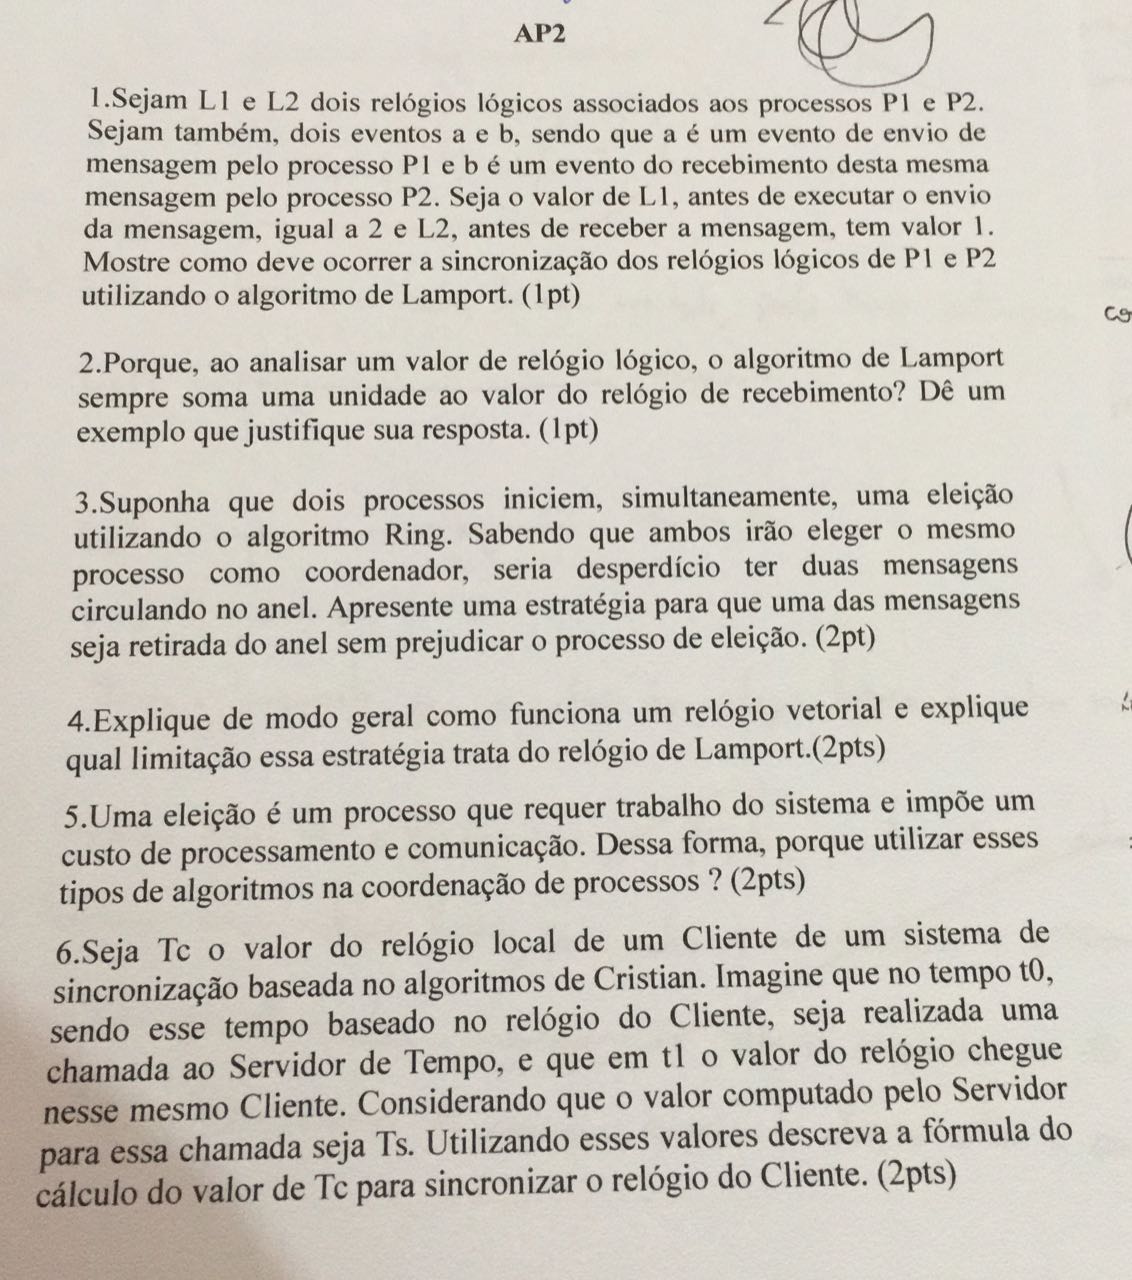 AP2
1.Sejam L1 e L2 dois relógios lógicos associados aos processos P1 e P2.
Sejam também, dois eventos a e b, sendo que a é um evento de envio de
mensagem pelo processo P1 e b é um evento do recebimento desta mesma
mensagem pelo processo P2. Seja o valor de L1, antes de executar o envio
da mensagem, igual a 2 e L2, antes de receber a mensagem, tem valor 1.
Mostre como deve ocorrer a sincronização dos relógios lógicos de P1 e P2
utilizando o algoritmo de Lamport. (1pt)
2.Porque, ao analisar um valor de relógio lógico, o algoritmo de Lamport
sempre soma uma unidade ao valor do relógio de recebimento? Dê um
exemplo que justifique sua resposta. (1pt)
3.Suponha que dois processos iniciem, simultaneamente, uma eleição
utilizando o algoritmo Ring. Sabendo que ambos irão eleger o mesmo
processo como coordenador, seria desperdício ter duas mensagens
circulando no anel. Apresente uma estratégia para que uma das mensagens
seja retirada do anel sem prejudicar o processo de eleição. (2pt)
4.Explique de modo geral como funciona um relógio vetorial e explique
qual limitação essa estratégia trata do relógio de Lamport.(2pts)
5.Uma eleição é um processo que requer trabalho do sistema e impõe um
custo de processamento e comunicação. Dessa forma, porque utilizar esses
tipos de algoritmos na coordenação de processos ? (2pts)
6.Seja Tc o valor do relógio local de um Cliente de um sistema de
sincronização baseada no algoritmos de Cristian. Imagine que no tempo t0,
sendo esse tempo baseado no relógio do Cliente, seja realizada uma
chamada ao Servidor de Tempo, e que em t1 o valor do relógio chegue
nesse mesmo Cliente. Considerando que o valor computado pelo Servidor
para essa chamada seja Ts. Utilizando esses valores descreva a fórmula do
cálculo do valor de Tc para sincronizar o relógio do Cliente. (2pts)